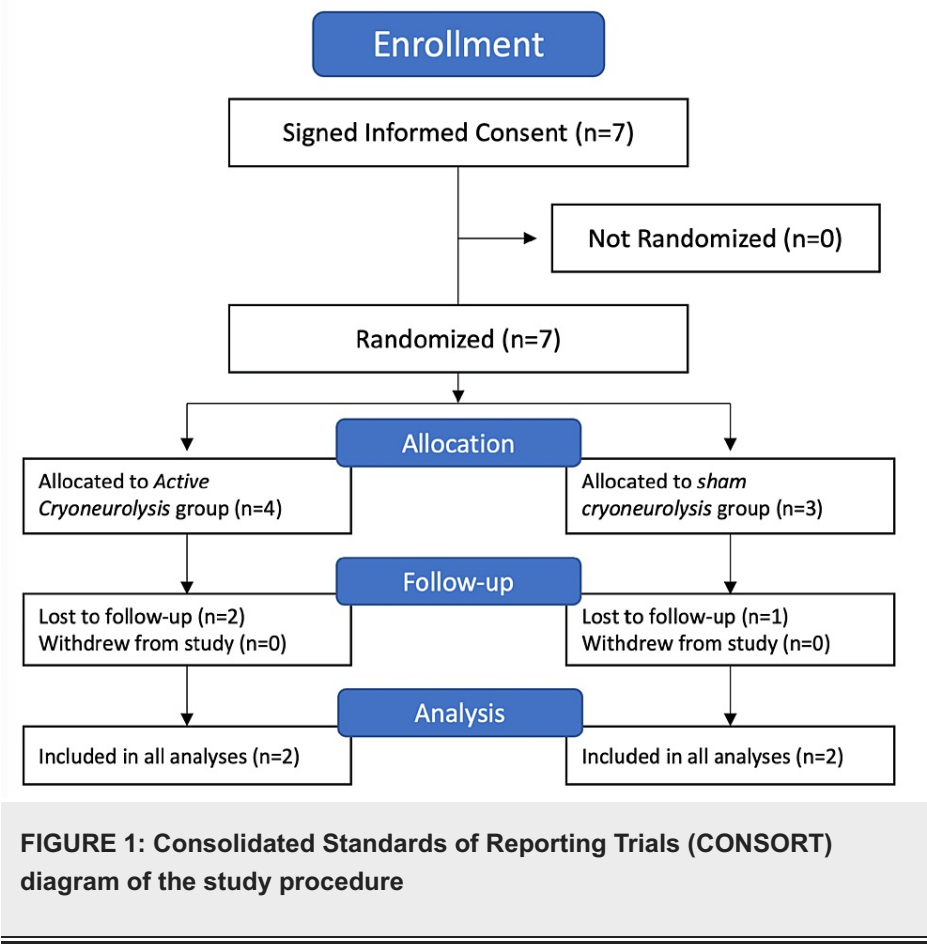 Enrollment
Signed Informed Consent (n=7)
Not Randomized (n=0)
Randomized (n=7)
Allocation
Allocated to Active
Cryoneurolysis group (n=4)
Allocated to sham
cryoneurolysis group (n=3)
Follow-up
Lost to follow-up (n=2)
Withdrew from study (n=0)
Lost to follow-up (n=1)
Withdrew from study (n=0)
Analysis
Included in all analyses (n=2)
Included in all analyses (n=2)
FIGURE 1: Consolidated Standards of Reporting Trials (CONSORT)
diagram of the study procedure